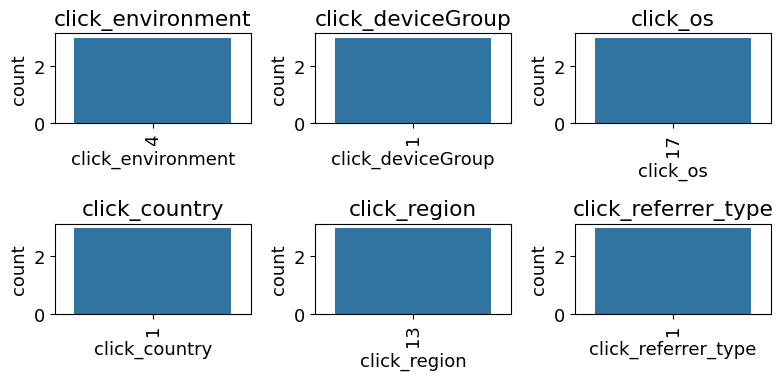 click_environment
count
2
0
4
click_environment
click_deviceGroup
count
2
0
1
click_deviceGroup
click_os
count
2
0
17
click_os
click_country
count
2
0
1
click_country
click_region
count
2
0
13
click_region
click_referrer_type
count
2
0
1
click_referrer_type